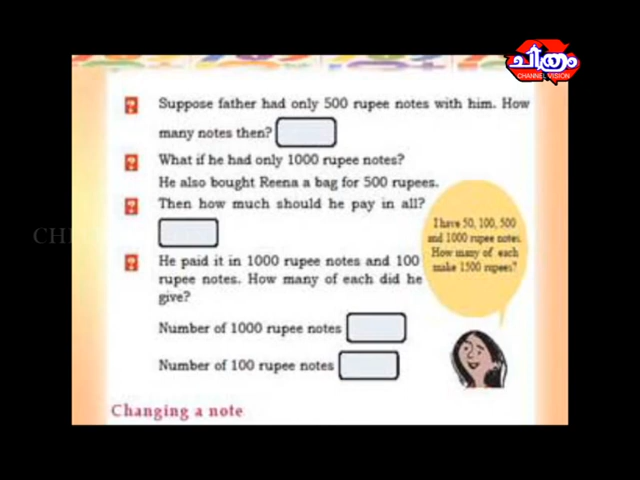 ചിത്രം
CHANNEL VISION
Suppose father had only 500 rupee notes with him. How
many notes then?
What if he had only 1000 rupee notes?
He also bought Reena a bag for 500 rupees.
Then how much should he pay in all?
He paid it in 1000 rupee notes and 100
rupee notes. How many of each did he
give?
Number of 1000 rupee notes
Number of 100 rupee notes
I have 50, 100, 500
and 1000 rupee notes.
How many of each
make 1500 rupees?
Changing a note